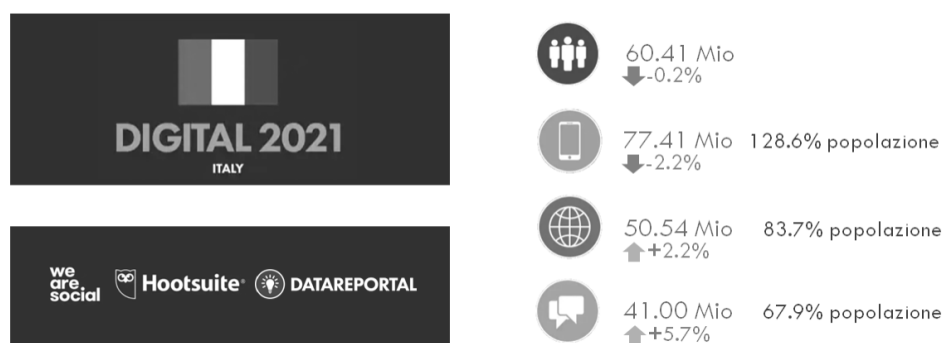 DIGITAL 2021
ITALY
we
are.
social
Hootsuite
DATAREPORTAL
60.41 Mio
-0.2%
77.41 Mio 128.6% popolazione
-2.2%
50.54 Mio 83.7% popolazione
+2.2%
41.00 Mio 67.9% popolazione
+5.7%